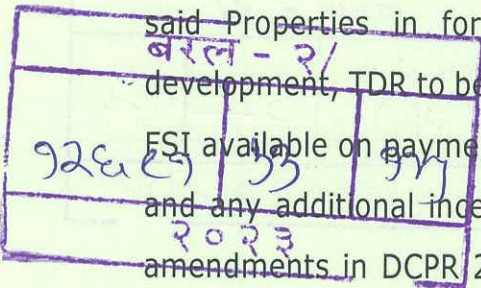 said Properties in for
बरल - २/
development, TDR to be
FSI available on payme
and any additional ince
२०२३
amendments in DCPR 2